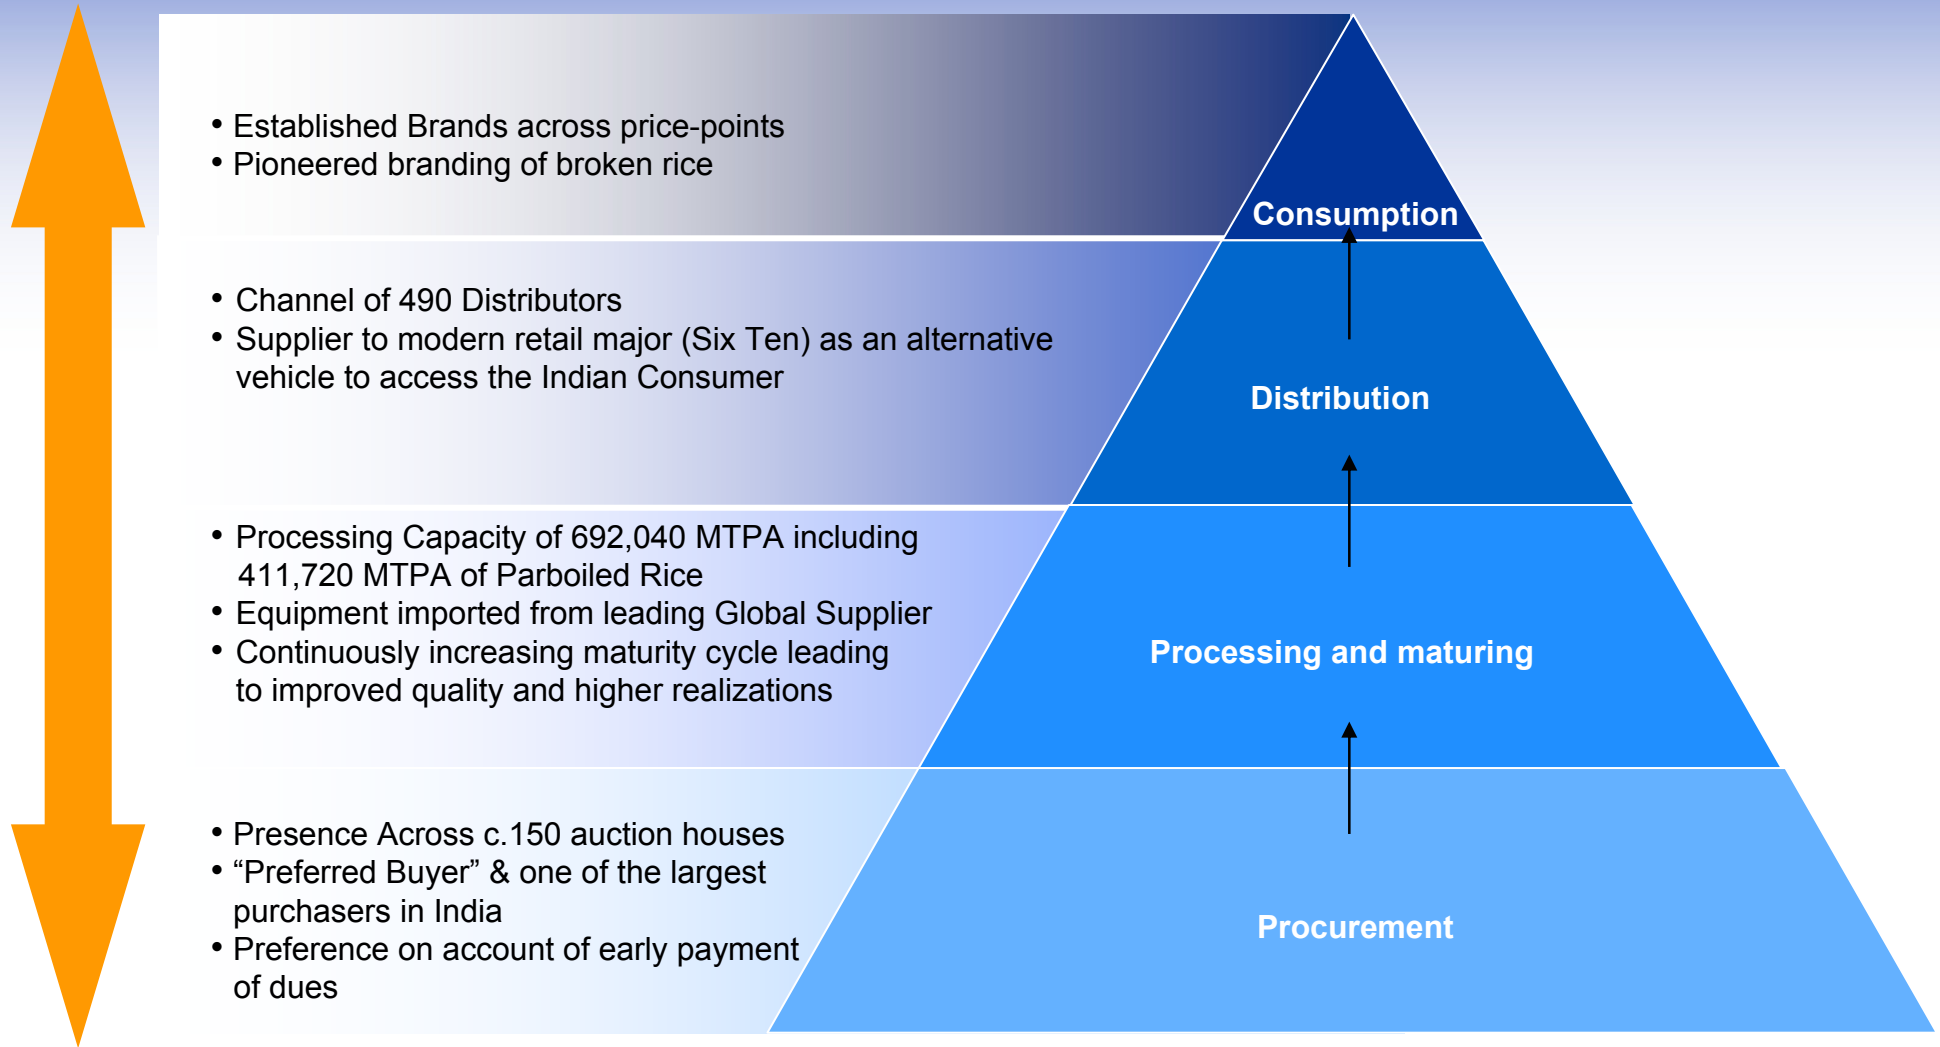 • Established Brands across price-points
• Pioneered branding of broken rice
Consumption
• Channel of 490 Distributors
• Supplier to modern retail major (Six Ten) as an alternative
vehicle to access the Indian Consumer
Distribution
• Processing Capacity of 692,040 MTPA including
411,720 MTPA of Parboiled Rice
• Equipment imported from leading Global Supplier
• Continuously increasing maturity cycle leading
to improved quality and higher realizations
Processing and maturing
• Presence Across c.150 auction houses
• “Preferred Buyer” & one of the largest
purchasers in India
• Preference on account of early payment
of dues
Procurement